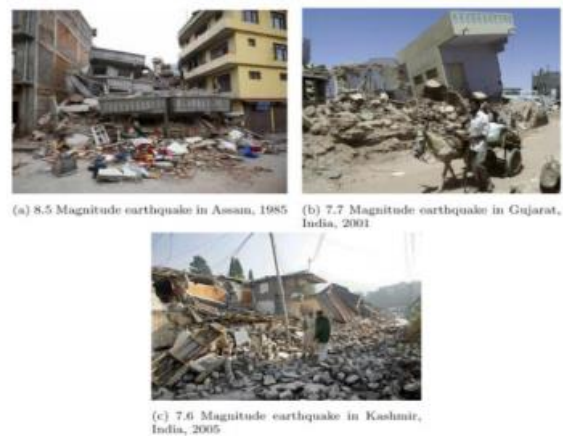 (a) 8.5 Magnitude earthquake in Assam, 1985
(b) 7.7 Magnitude earthquake in Gujarat,
India, 2001
(c) 7.6 Magnitude earthquake in Kashmir,
India, 2005